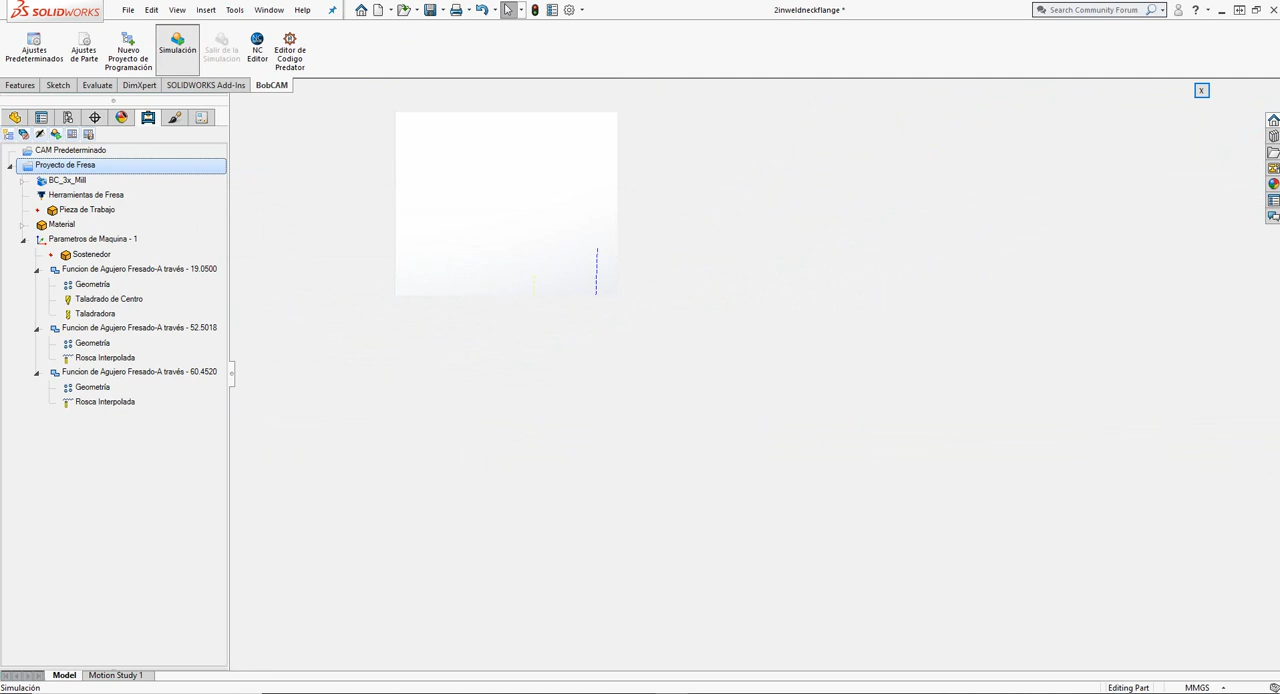 SOLIDWORKS
File Edit View Insert Tools Window Help
2inweldneckflange *
Search Community Forum
?
Ajustes Predeterminados
Ajustes de Parte
Nuevo Proyecto de Programación
Simulación
Salir de la Simulacion
NC Editor
Editor de Codigo Predator
Features Sketch Evaluate DimXpert SOLIDWORKS Add-Ins BobCAM
x
CAM Predeterminado
Proyecto de Fresa
BC_3x_Mill
Herramientas de Fresa
Pieza de Trabajo
Material
Parametros de Maquina - 1
Sostenedor
Funcion de Agujero Fresado-A través - 19.0500
Geometría
Taladrado de Centro
Taladradora
Funcion de Agujero Fresado-A través - 52.5018
Geometría
Rosca Interpolada
Funcion de Agujero Fresado-A través - 60.4520
Geometría
Rosca Interpolada
Model Motion Study 1
Simulación
Editing Part MMGS